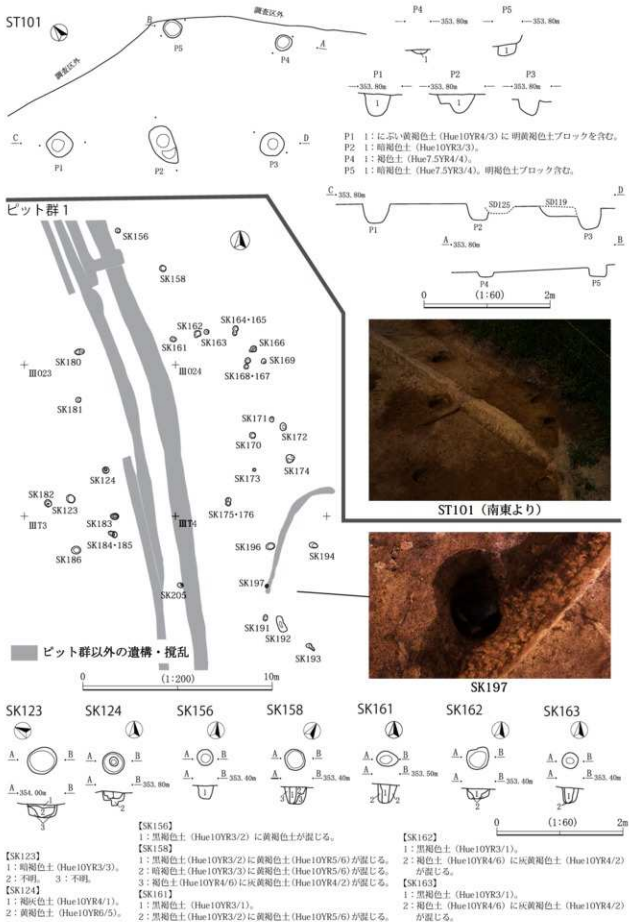 ST101
調査区外
調査区外
B
A
P5
P4
C
D
P1
P2
P3
P4
P5
353.80m
353.80m
1
1
P1
P2
P3
353.80m
353.80m
353.80m
1
1
P1 1：にぶい黄褐色土（Hue10YR4/3）に 明黄褐色土ブロックを含む。
P2 1：暗褐色土（Hue10YR3/3）。
P4 1：褐色土（Hue7.5YR4/4）。
P5 1：暗褐色土（Hue7.5YR3/4）。明褐色土ブロック含む。
C
353.80m
D
SD125
SD119
P1
P2
P3
A
353.80m
B
P4
P5
0 （1:60） 2m
ピット群1
SK156
SK158
SK162
SK164・165
SK163
SK161
SK166
SK180
SK169
ⅢO23
ⅢO24
SK168・167
SK181
SK171
SK172
SK170
SK174
SK124
SK173
SK182
SK123
SK175・176
ⅢT3
SK183
ⅢT4
SK184・185
SK186
SK196
SK194
SK205
SK197
SK191
SK192
SK193
ピット群以外の遺構・撹乱
0 （1:200） 10m
ST101（南東より）
SK197
SK123
SK124
SK156
SK158
SK161
SK162
SK163
A B
A B
A B
A B
A B
A B
A B
A 354.00m B
A B 353.80m
A B 353.40m
A B 353.40m
A B 353.50m
A B 353.40m
A B 353.40m
0 （1:60） 2m
【SK123】
1：暗褐色土（Hue10YR3/3）。
2：不明。 3：不明。
【SK124】
1：褐灰色土（Hue10YR4/1）。
2：黄褐色土（Hue10YR6/5）。
【SK156】
1：黒褐色土（Hue10YR3/2）に黄褐色土が混じる。
【SK158】
1：黒褐色土（Hue10YR3/2）に黄褐色土（Hue10YR5/6）が混じる。
2：暗褐色土（Hue10YR3/3）に黄褐色土（Hue10YR5/6）が混じる。
3：褐色土（Hue10YR4/6）に灰黄褐色土（Hue10YR4/2）が混じる。
【SK161】
1：黒褐色土（Hue10YR3/1）。
2：黒褐色土（Hue10YR3/2）に黄褐色土（Hue10YR5/6）が混じる。
【SK162】
1：黒褐色土（Hue10YR3/1）。
2：褐色土（Hue10YR4/6）に灰黄褐色土（Hue10YR4/2）
が混じる。
【SK163】
1：黒褐色土（Hue10YR3/1）。
2：褐色土（Hue10YR4/6）に灰黄褐色土（Hue10YR4/2）
が混じる。